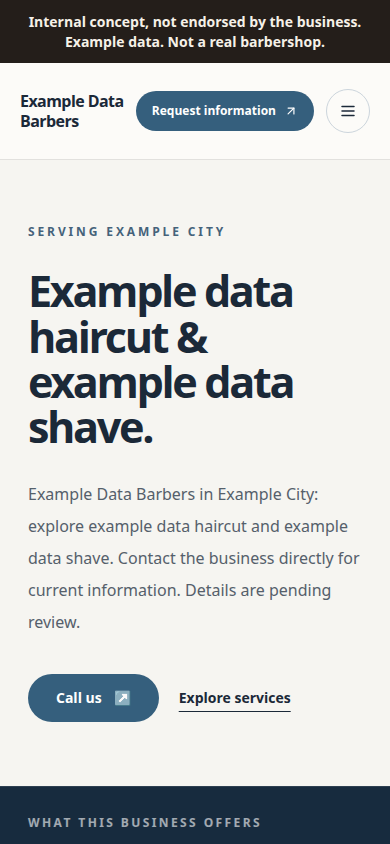 Internal concept, not endorsed by the business.
Example data. Not a real barbershop.
Example Data
Barbers
Request information
SERVING EXAMPLE CITY
Example data
haircut &
example data
shave.
Example Data Barbers in Example City:
explore example data haircut and example
data shave. Contact the business directly for
current information. Details are pending
review.
Call us ↗
Explore services
WHAT THIS BUSINESS OFFERS